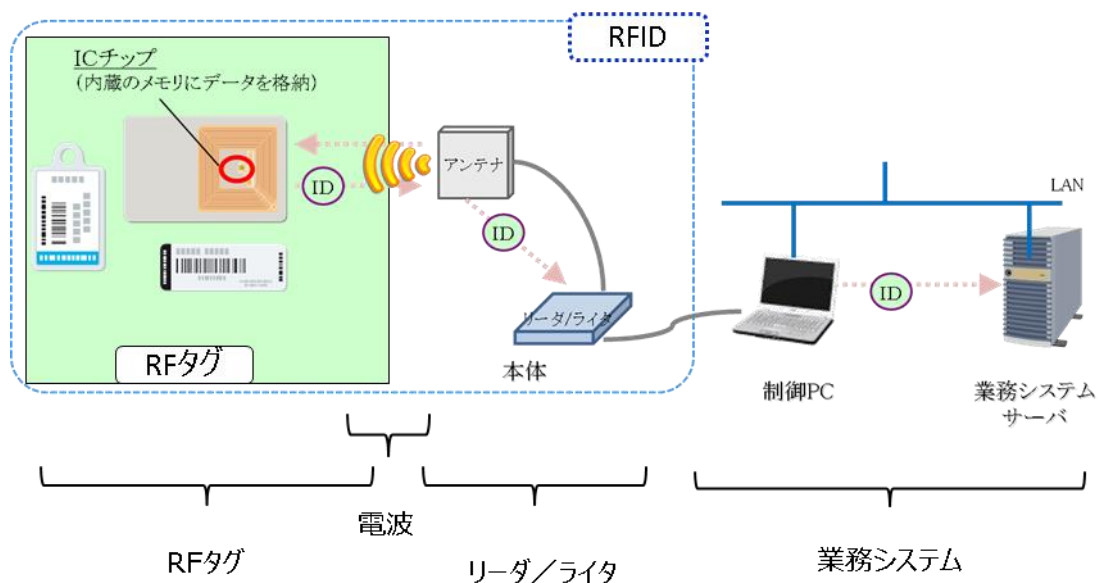 RFID
ICチップ
(内蔵のメモリにデータを格納)
アンテナ
ID
ID
LAN
ID
リーダ/ライタ
RFタグ
本体
制御PC
業務システム
サーバ
電波
RFタグ
リーダ／ライタ
業務システム